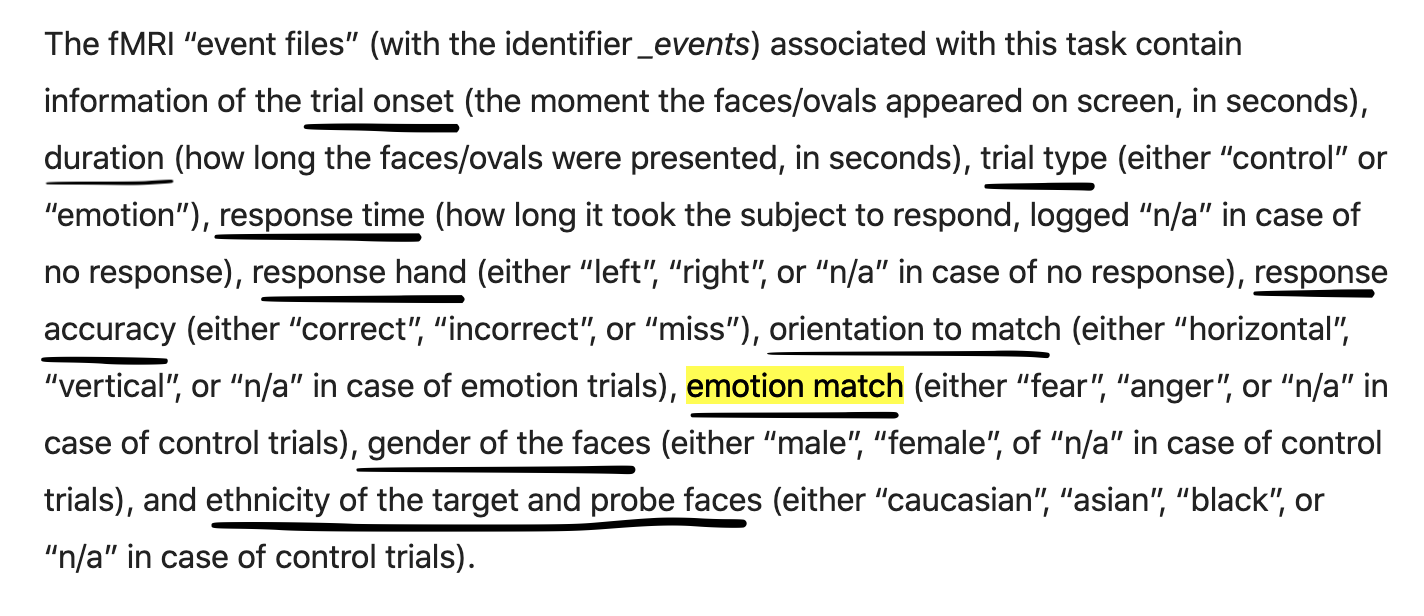 The fMRI “event files” (with the identifier _events) associated with this task contain
information of the trial onset (the moment the faces/ovals appeared on screen, in seconds),
duration (how long the faces/ovals were presented, in seconds), trial type (either “control” or
“emotion”), response time (how long it took the subject to respond, logged “n/a” in case of
no response), response hand (either “left”, “right”, or “n/a” in case of no response), response
accuracy (either “correct”, “incorrect”, or “miss”), orientation to match (either “horizontal”,
“vertical”, or “n/a” in case of emotion trials), emotion match (either “fear”, “anger”, or “n/a” in
case of control trials), gender of the faces (either “male”, “female”, of “n/a” in case of control
trials), and ethnicity of the target and probe faces (either “caucasian”, “asian”, “black”, or
“n/a” in case of control trials).